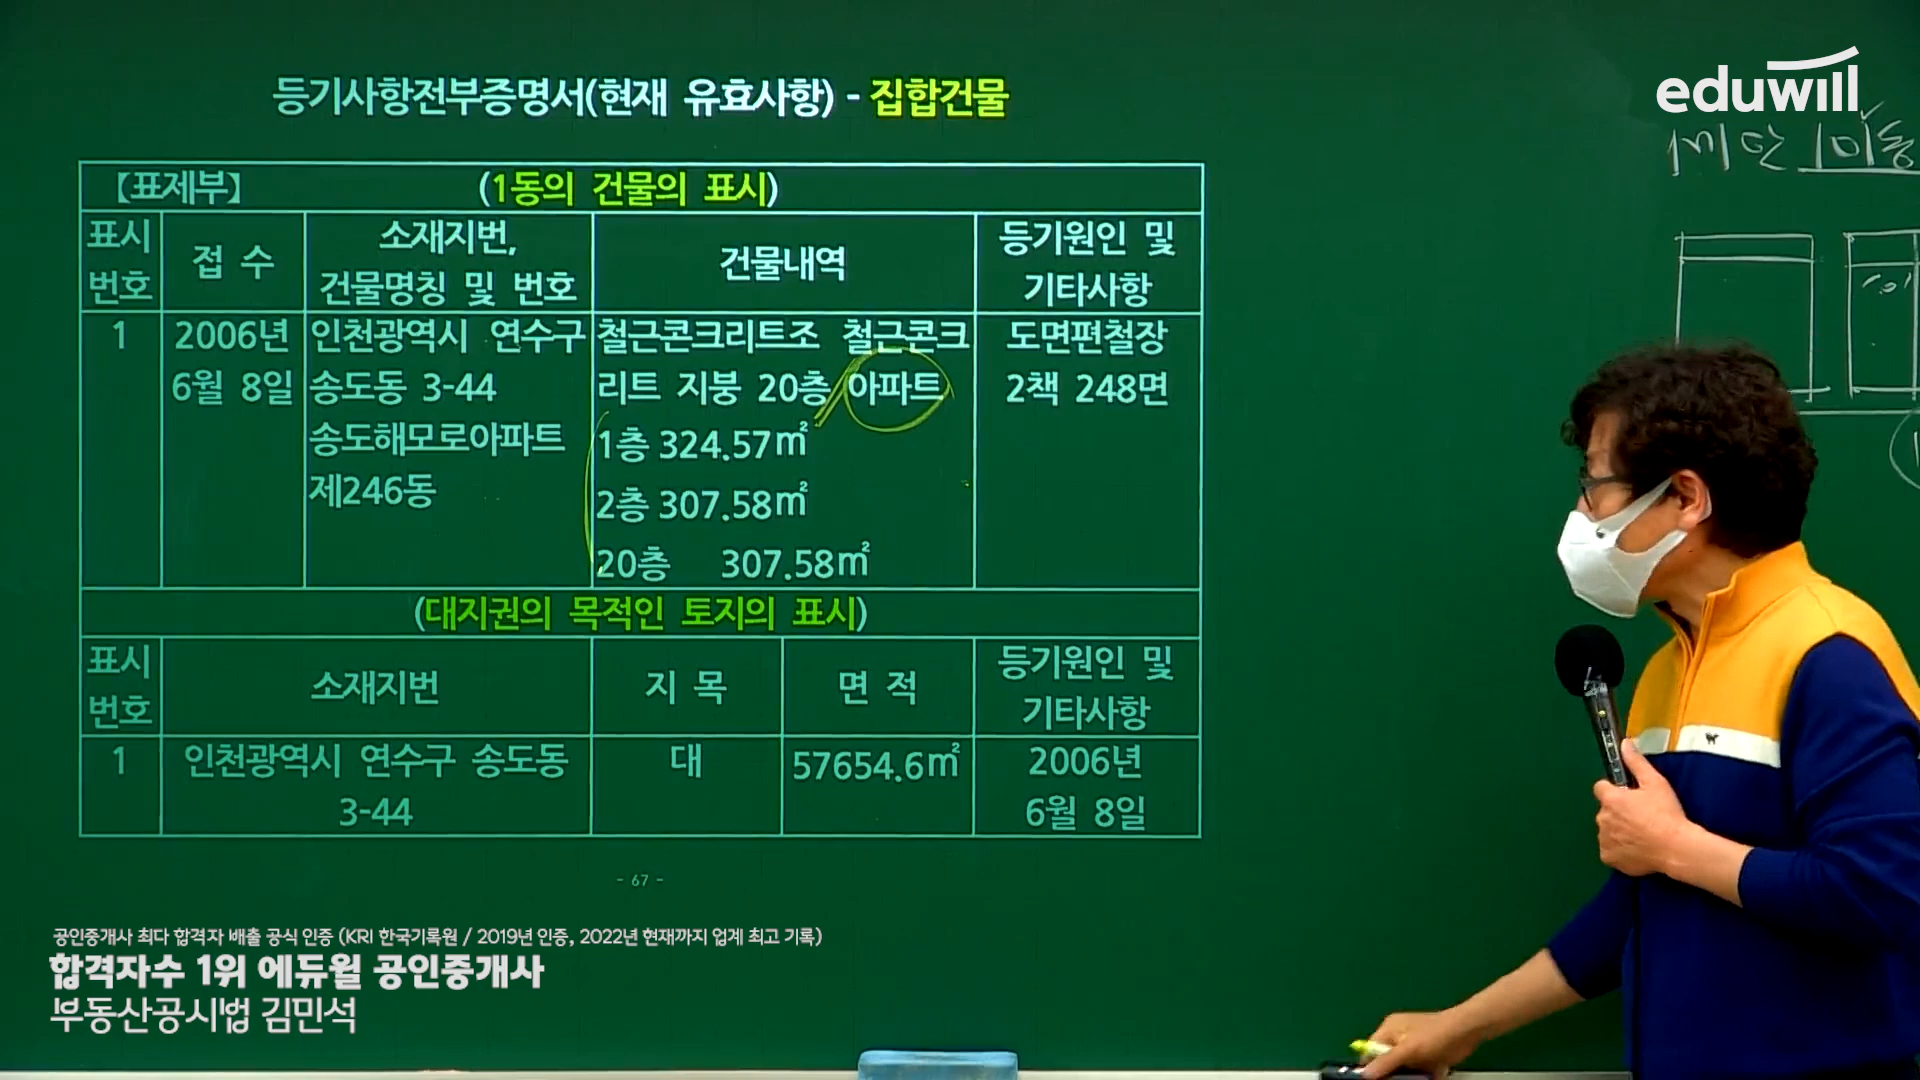 eduwill
등기사항전부증명서(현재 유효사항) - 집합건물
【표제부】 (1동의 건물의 표시)
표시
번호
접 수
소재지번,
건물명칭 및 번호
건물내역
등기원인 및
기타사항
1
2006년
6월 8일
인천광역시 연수구
송도동 3-44
송도해모로아파트
제246동
철근콘크리트조 철근콘크
리트 지붕 20층 아파트
1층 324.57㎡
2층 307.58㎡
20층 307.58㎡
도면편철장
2책 248면
(대지권의 목적인 토지의 표시)
표시
번호
소재지번
지 목
면 적
등기원인 및
기타사항
1
인천광역시 연수구 송도동
3-44
대
57654.6㎡
2006년
6월 8일
- 67 -
공인중개사 최다 합격자 배출 공식 인증 (KRI 한국기록원 / 2019년 인증, 2022년 현재까지 업계 최고 기록)
합격자수 1위 에듀윌 공인중개사
부동산공시법 김민석